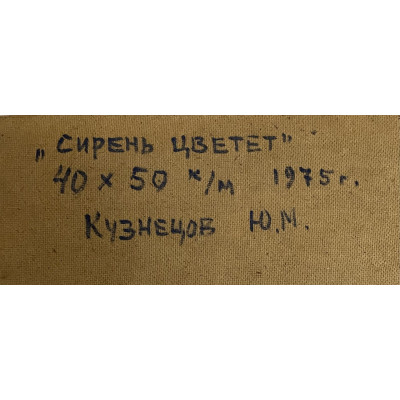 „СИРЕНЬ ЦВЕТЕТ"
40 х 50 к/м 1975 г.
КУЗНЕЦОВ Ю.М.